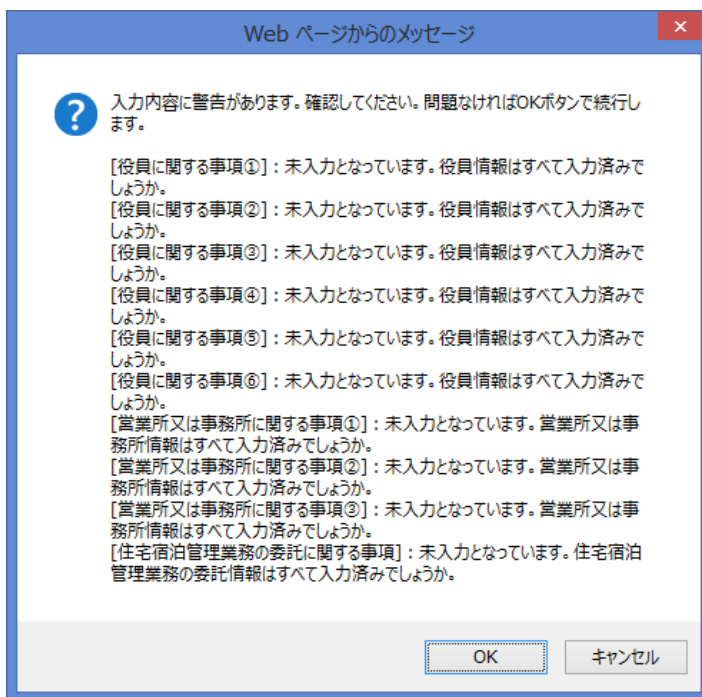 Web ページからのメッセージ
入力内容に警告があります。確認してください。問題なければOKボタンで続行し
ます。
[役員に関する事項①]：未入力となっています。役員情報はすべて入力済みで
しょうか。
[役員に関する事項②]：未入力となっています。役員情報はすべて入力済みで
しょうか。
[役員に関する事項③]：未入力となっています。役員情報はすべて入力済みで
しょうか。
[役員に関する事項④]：未入力となっています。役員情報はすべて入力済みで
しょうか。
[役員に関する事項⑤]：未入力となっています。役員情報はすべて入力済みで
しょうか。
[役員に関する事項⑥]：未入力となっています。役員情報はすべて入力済みで
しょうか。
[営業所又は事務所に関する事項①]：未入力となっています。営業所又は事
務所情報はすべて入力済みでしょうか。
[営業所又は事務所に関する事項②]：未入力となっています。営業所又は事
務所情報はすべて入力済みでしょうか。
[営業所又は事務所に関する事項③]：未入力となっています。営業所又は事
務所情報はすべて入力済みでしょうか。
[住宅宿泊管理業務の委託に関する事項]：未入力となっています。住宅宿泊
管理業務の委託情報はすべて入力済みでしょうか。
OK
キャンセル